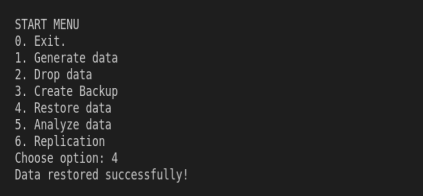 START MENU
0. Exit.
1. Generate data
2. Drop data
3. Create Backup
4. Restore data
5. Analyze data
6. Replication
Choose option: 4
Data restored successfully!